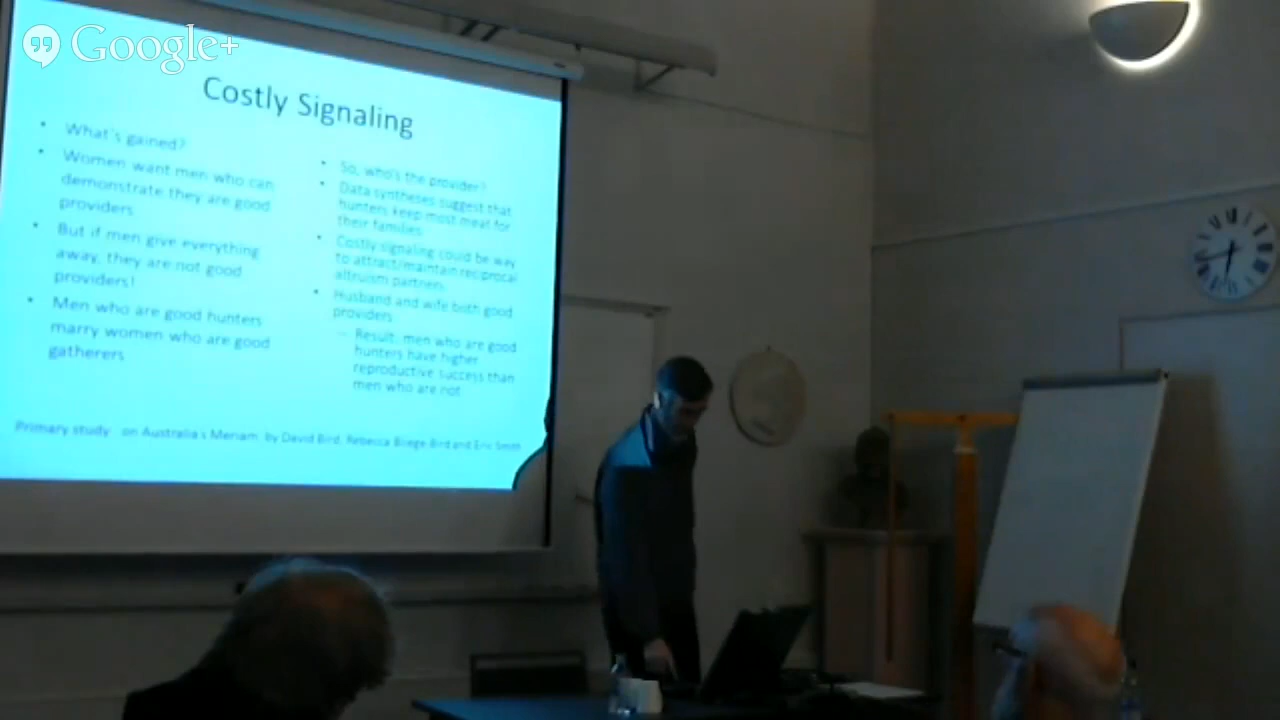 Google+
Costly Signaling
• What's gained?
• Women want men who can
demonstrate they are good
providers
• But if men give everything
away, they are not good
providers!
• Men who are good hunters
marry women who are good
gatherers
• So, who's the provider?
• Data syntheses suggest that
hunters keep most meat for
their families
• Costly signaling could be way
to attract/maintain reciprocal
altruism partners
• Husband and wife both good
providers
– Result: men who are good
hunters have higher
reproductive success than
men who are not
Primary study on Australia's Meriam, by David Bird, Rebecca Bliege Bird and Eric Smith